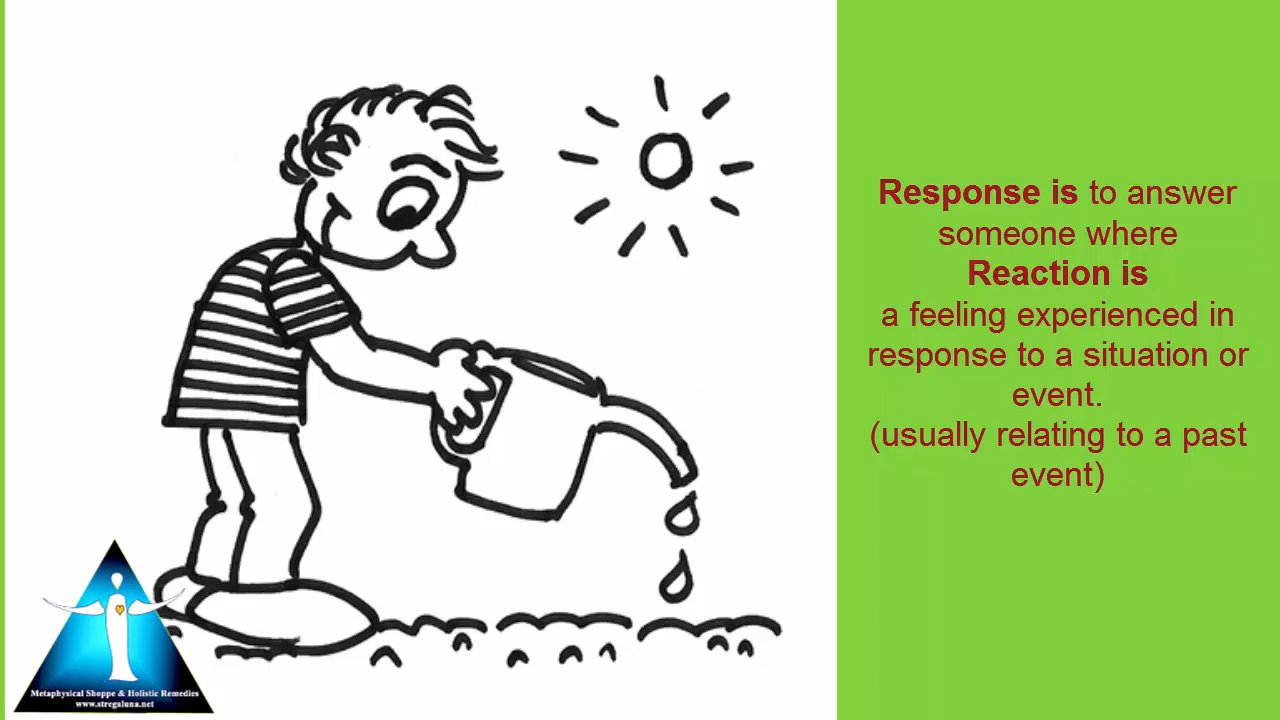 Response is to answer
someone where
Reaction is
a feeling experienced in
response to a situation or
event.
(usually relating to a past
event)
Metaphysical Shoppe & Holistic Remedies
www.stregaluna.net